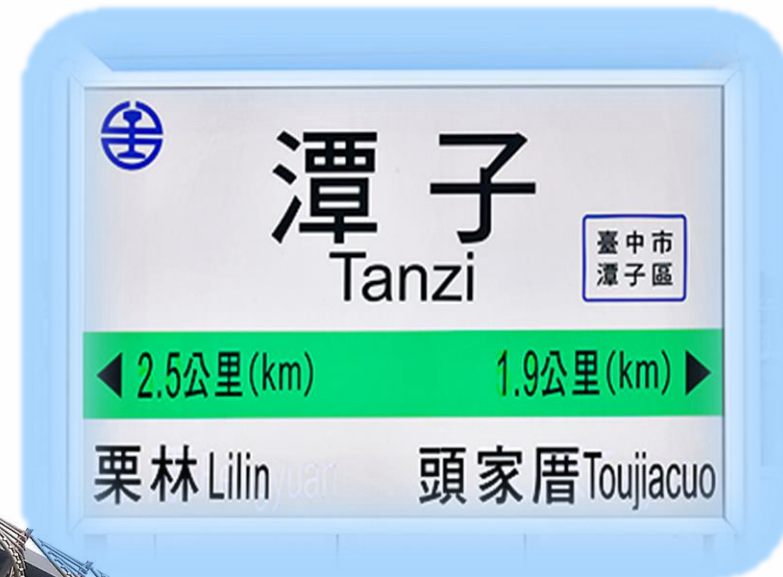 潭子
Tanzi
臺中市
潭子區
◀ 2.5公里(km) 1.9公里(km) ▶
栗林Lilin 頭家厝Toujiacuo